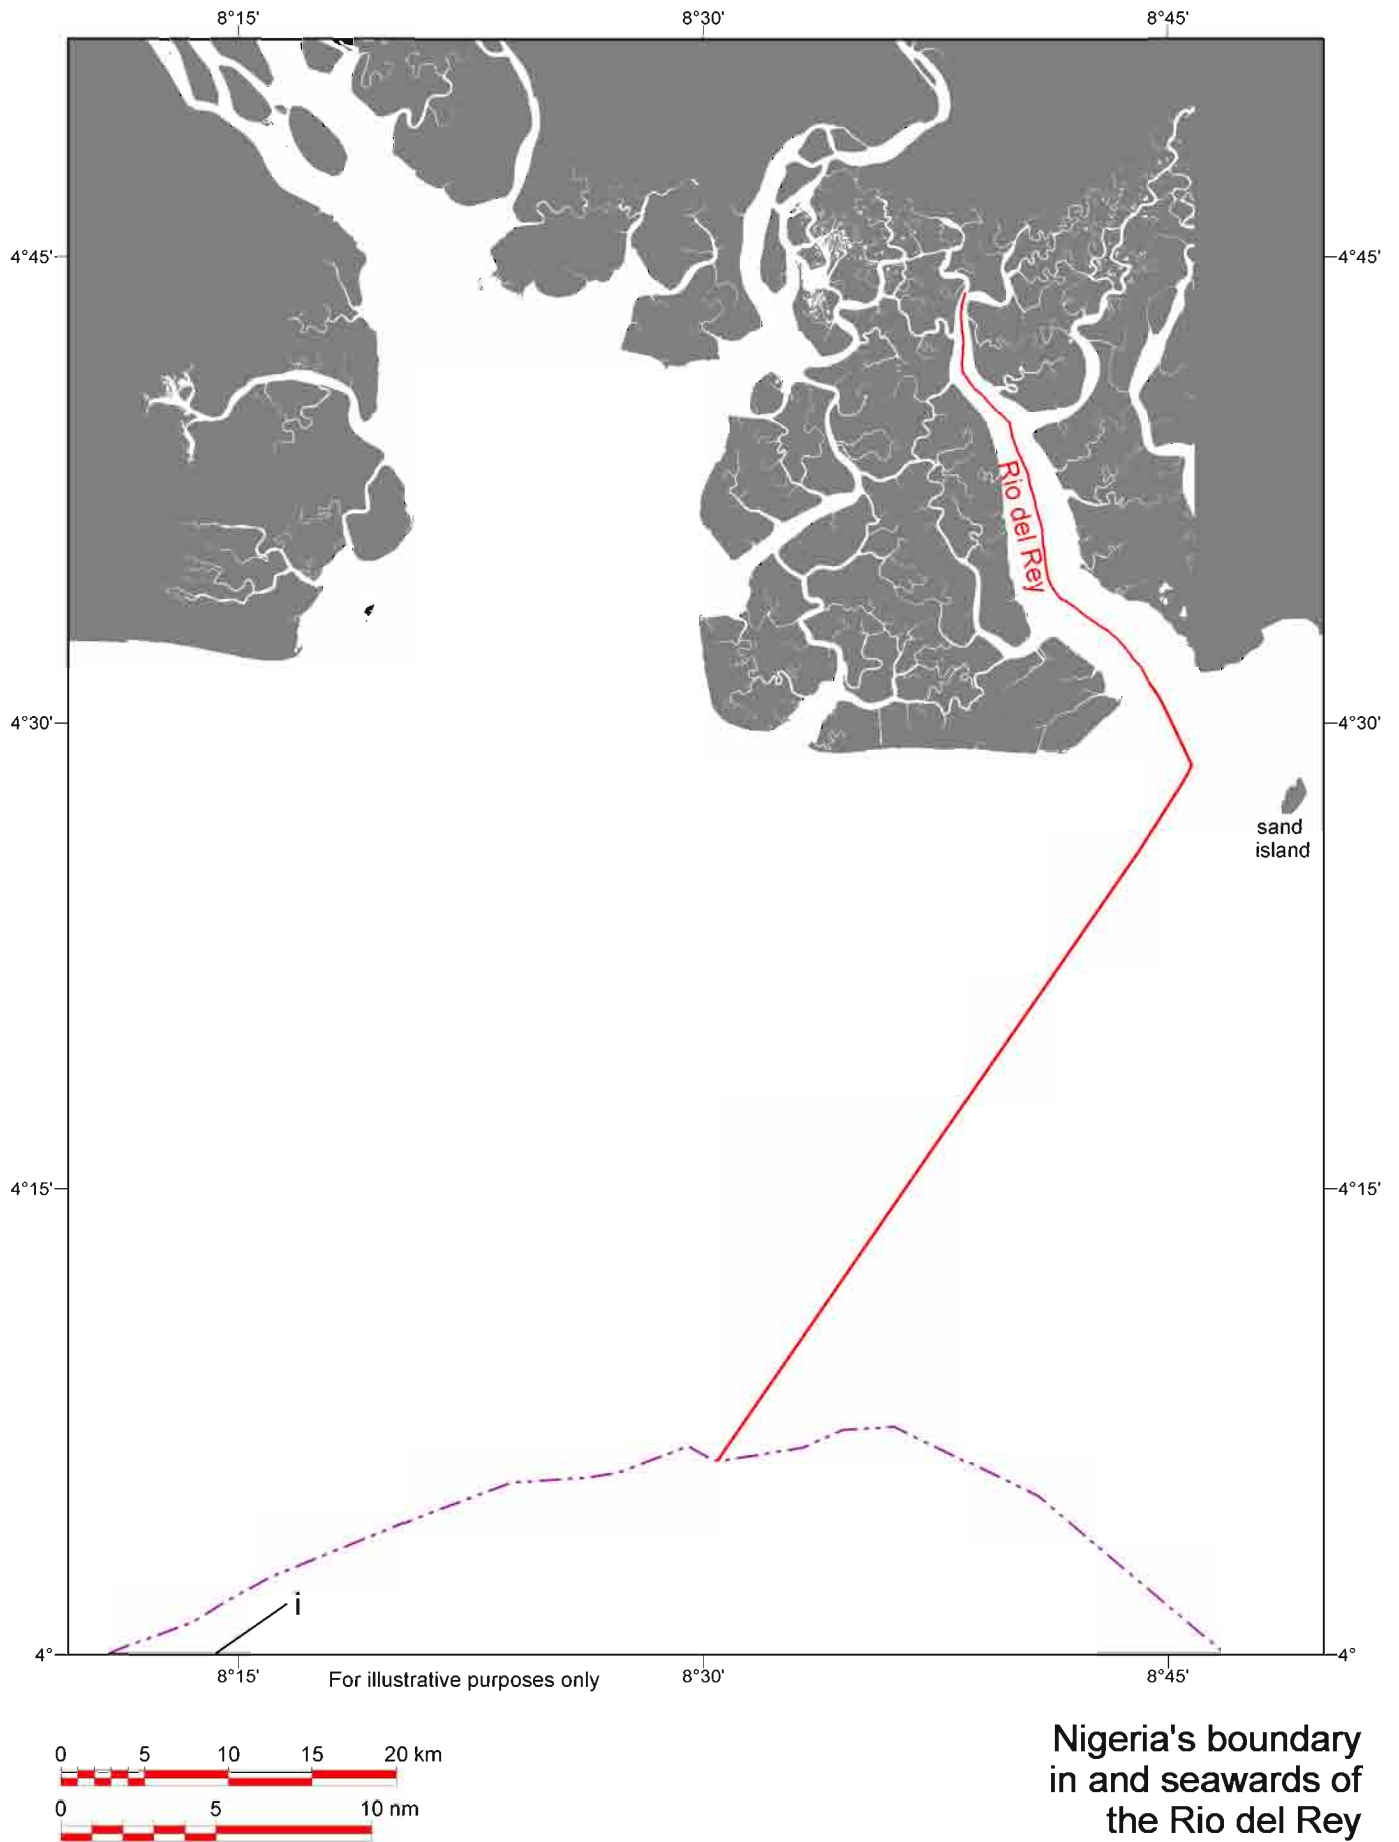 8°15' 8°30' 8°45'
4°45' 4°45'
Rio del Rey
4°30' 4°30'
sand
island
4°15' 4°15'
i
4° 4°
8°15' 8°30' 8°45'
For illustrative purposes only
0 5 10 15 20 km
0 5 10 nm
Nigeria's boundary
in and seawards of
the Rio del Rey